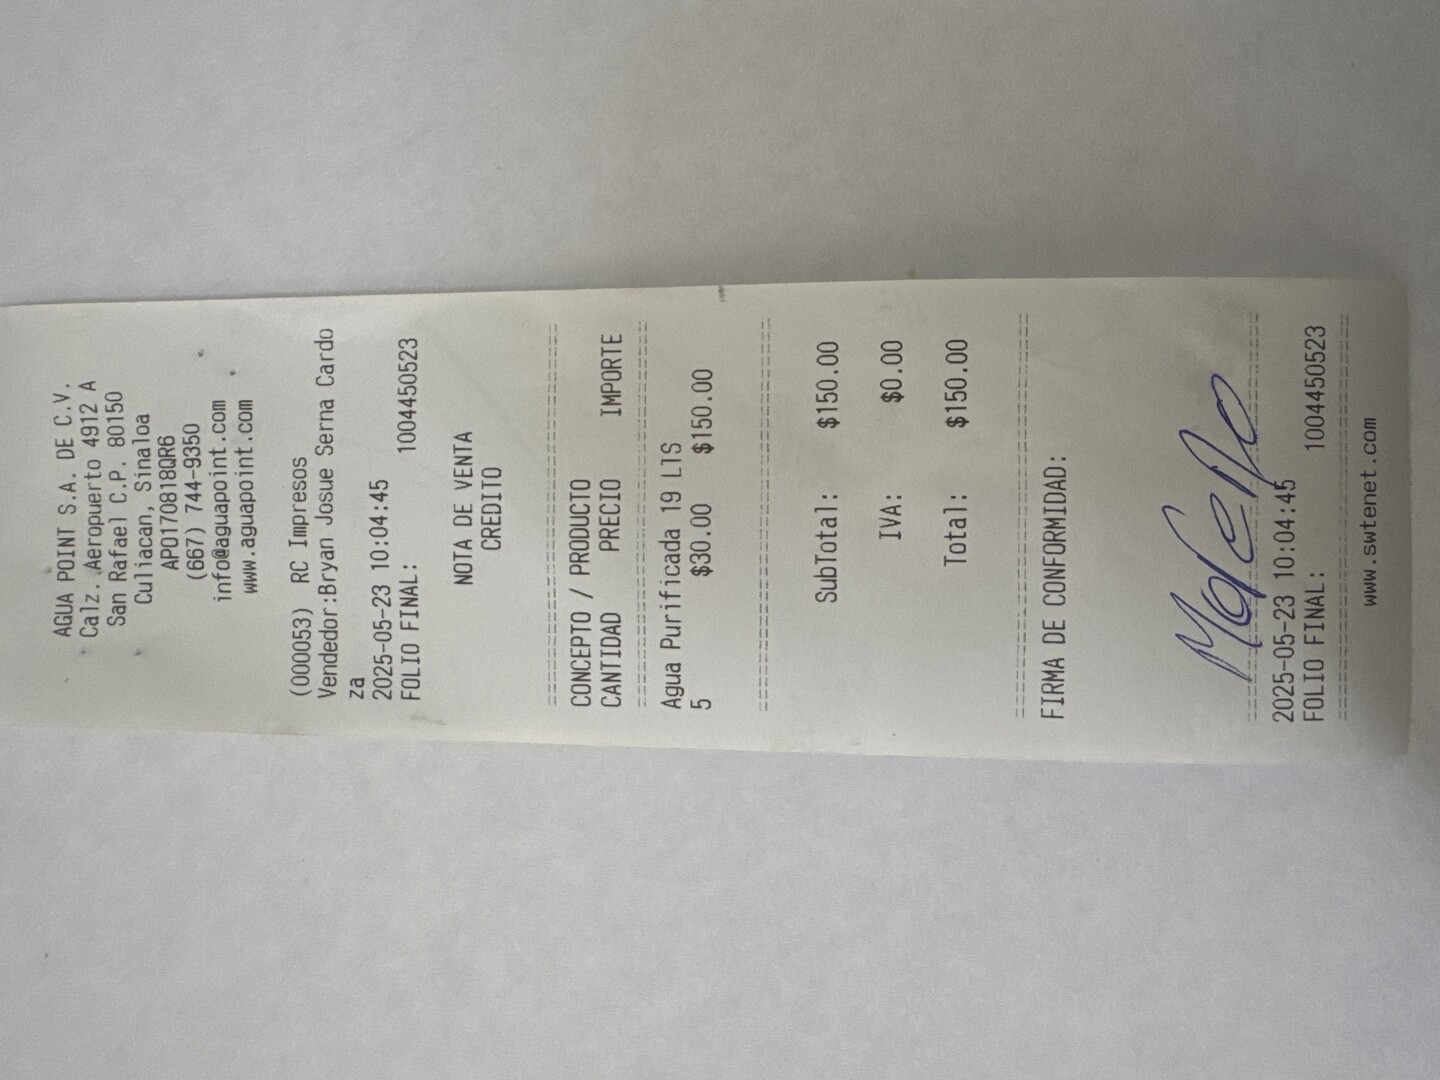 AGUA POINT S.A. DE C.V.
Calz. Aeropuerto 4912 A
San Rafael C.P. 80150
Culiacan, Sinaloa
APO170818QR6
(667) 744-9350
info@aguapoint.com
www.aguapoint.com
(000053) RC Impresos
Vendedor:Bryan Josue Serna Cardo
za
2025-05-23 10:04:45
FOLIO FINAL: 1004450523
NOTA DE VENTA
CREDITO
CONCEPTO / PRODUCTO
CANTIDAD PRECIO IMPORTE
Agua Purificada 19 LTS
5 $30.00 $150.00
SubTotal: $150.00
IVA: $0.00
Total: $150.00
FIRMA DE CONFORMIDAD:
2025-05-23 10:04:45
FOLIO FINAL: 1004450523
www.swtenet.com